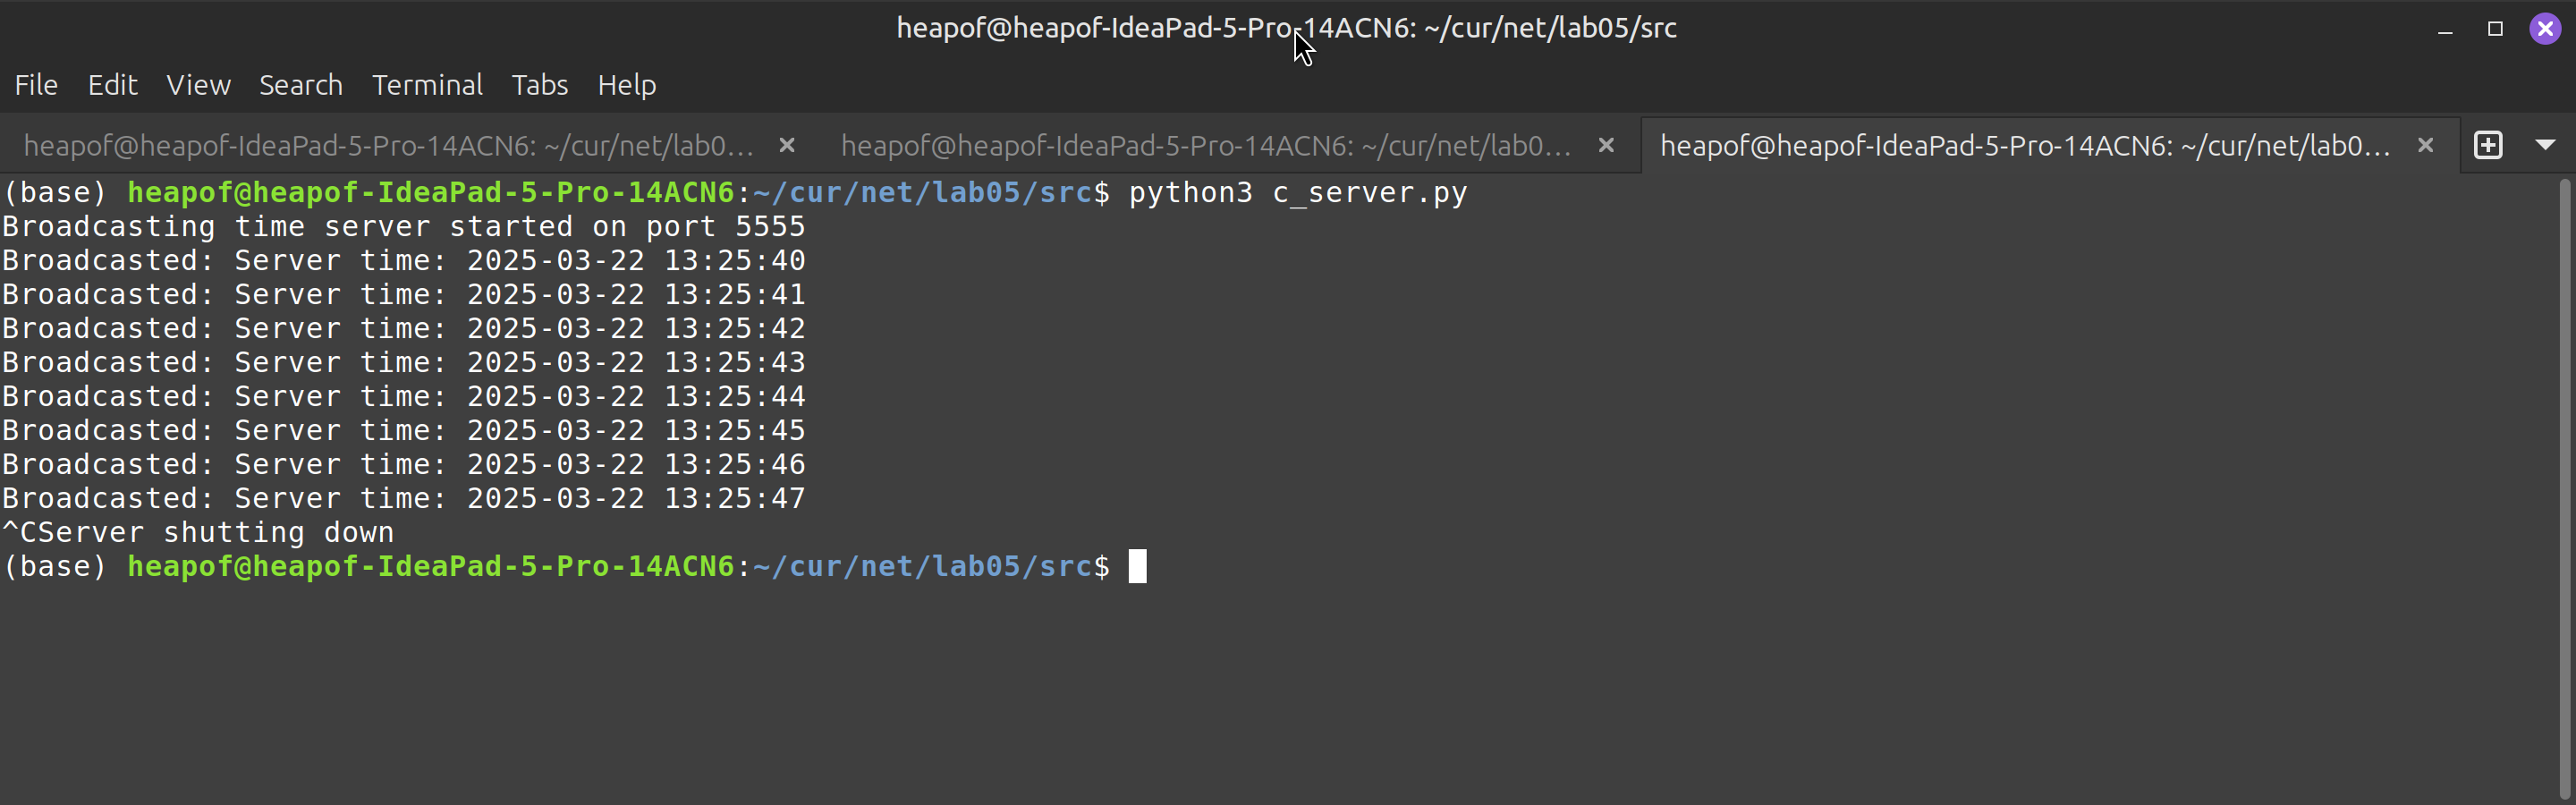 heapof@heapof-IdeaPad-5-Pro-14ACN6: ~/cur/net/lab05/src
File Edit View Search Terminal Tabs Help
heapof@heapof-IdeaPad-5-Pro-14ACN6: ~/cur/net/lab0… heapof@heapof-IdeaPad-5-Pro-14ACN6: ~/cur/net/lab0… heapof@heapof-IdeaPad-5-Pro-14ACN6: ~/cur/net/lab0…
(base) heapof@heapof-IdeaPad-5-Pro-14ACN6:~/cur/net/lab05/src$ python3 c_server.py
Broadcasting time server started on port 5555
Broadcasted: Server time: 2025-03-22 13:25:40
Broadcasted: Server time: 2025-03-22 13:25:41
Broadcasted: Server time: 2025-03-22 13:25:42
Broadcasted: Server time: 2025-03-22 13:25:43
Broadcasted: Server time: 2025-03-22 13:25:44
Broadcasted: Server time: 2025-03-22 13:25:45
Broadcasted: Server time: 2025-03-22 13:25:46
Broadcasted: Server time: 2025-03-22 13:25:47
^CServer shutting down
(base) heapof@heapof-IdeaPad-5-Pro-14ACN6:~/cur/net/lab05/src$